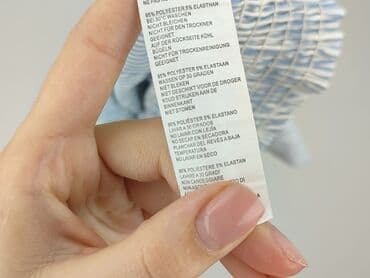 95% POLYESTER 5% ELASTHAN
BEI 30°C WASCHEN
NICHT BLEICHEN
NICHT FÜR DEN TROCKNER
GEEIGNET
AUF DER RÜCKSEITE KÜHL
BÜGELN
NICHT FÜR TROCKENREINIGUNG
GEEIGNET
95% POLYESTER 5% ELASTAAN
WASSEN OP 30 GRADEN
NIET BLEKEN
NIET GESCHIKT VOOR DE DROGER
KOUD STRIJKEN AAN DE
BINNENKANT
NIET STOMEN
95% POLIÉSTER 5% ELASTANO
LAVAR A 30 GRADOS
NO LAVAR CON LEJÍA
NO SECAR EN SECADORA
PLANCHAR DEL REVÉS A BAJA
TEMPERATURA
NO LAVAR EN SECO
95% POLIESTERE 5% ELASTAN
LAVARE A 30 GRADI
NON CANDEGGIARE
DI